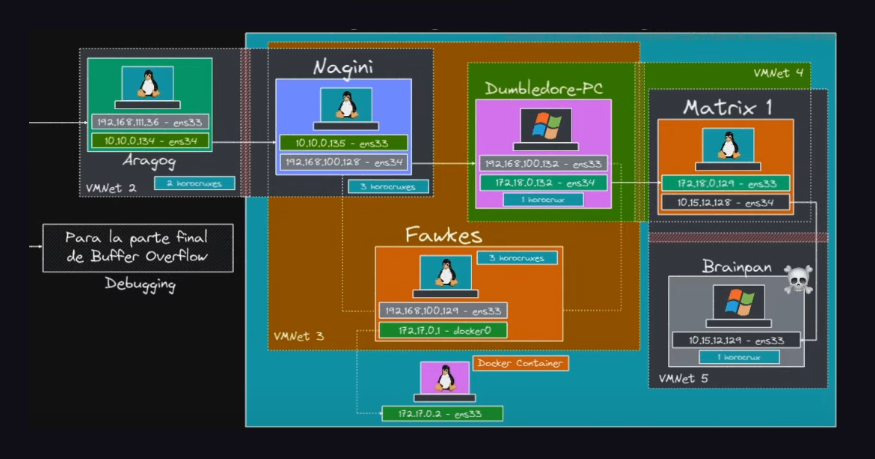 Nagini
192.168.111.36 - ens33
10.10.0.134 - ens34
Aragog
VMNet 2
2 horocruxes
10.10.0.135 - ens33
192.168.100.128 - ens34
3 horocruxes
Dumbledore-PC
192.168.100.132 - ens33
172.18.0.132 - ens34
1 horocrux
VMNet 4
Matrix 1
172.18.0.129 - ens33
10.15.12.128 - ens34
Para la parte final
de Buffer Overflow
Debugging
Fawkes
3 horocruxes
192.168.100.129 - ens33
172.17.0.1 - docker0
VMNet 3
Docker Container
172.17.0.2 - ens33
Brainpan
10.15.12.129 - ens33
1 horocrux
VMNet 5